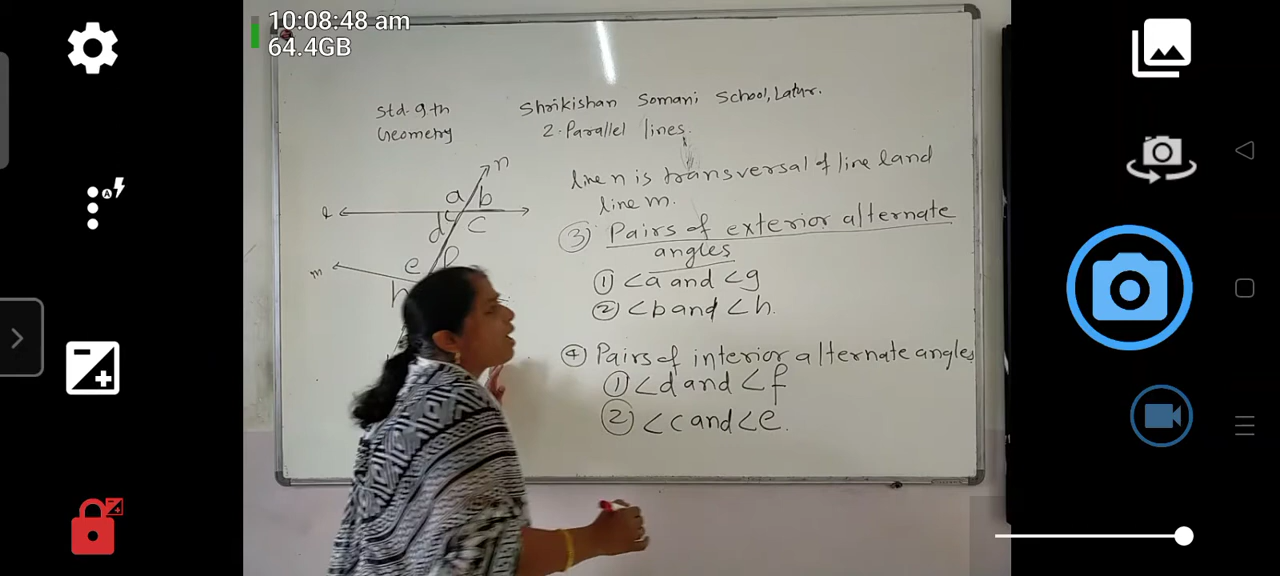 10:08:48 am
64.4GB
Std-9th
Geometry
Shrikishan Somani School, Latur.
2. Parallel lines.
line n is transversal of line l and
line m.
③ Pairs of exterior alternate
angles
① <a and <g
② <b and <h.
④ Pairs of interior alternate angles
① <d and <f
② <c and <e.
n
a b
l
d c
e f
m
h
A